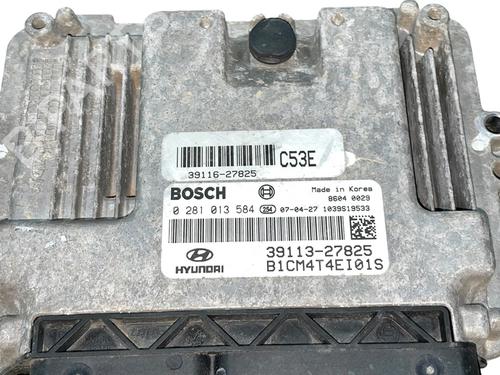 39116-27825
C53E
BOSCH
Made in Korea
8604 0029
0 281 013 584 254 07-04-27 1039S19533
HYUNDAI
39113-27825
B1CM4T4EI01S